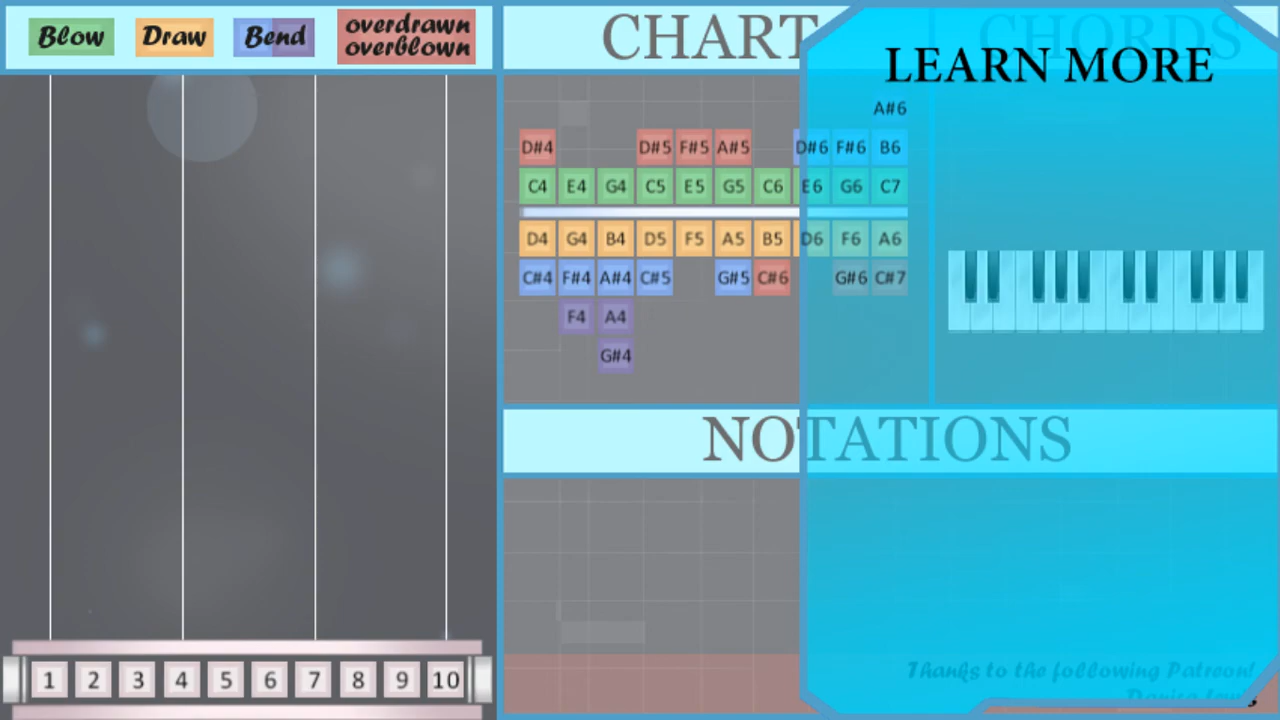 Blow Draw Bend overdrawn
overblown
CHART CHORDS
LEARN MORE
A#6
D#4 D#5 F#5 A#5 D#6 F#6 B6
C4 E4 G4 C5 E5 G5 C6 E6 G6 C7
D4 G4 B4 D5 F5 A5 B5 D6 F6 A6
C#4 F#4 A#4 C#5 G#5 C#6 G#6 C#7
F4 A4
G#4
NOTATIONS
Thanks to the following Patreon!
1 2 3 4 5 6 7 8 9 10